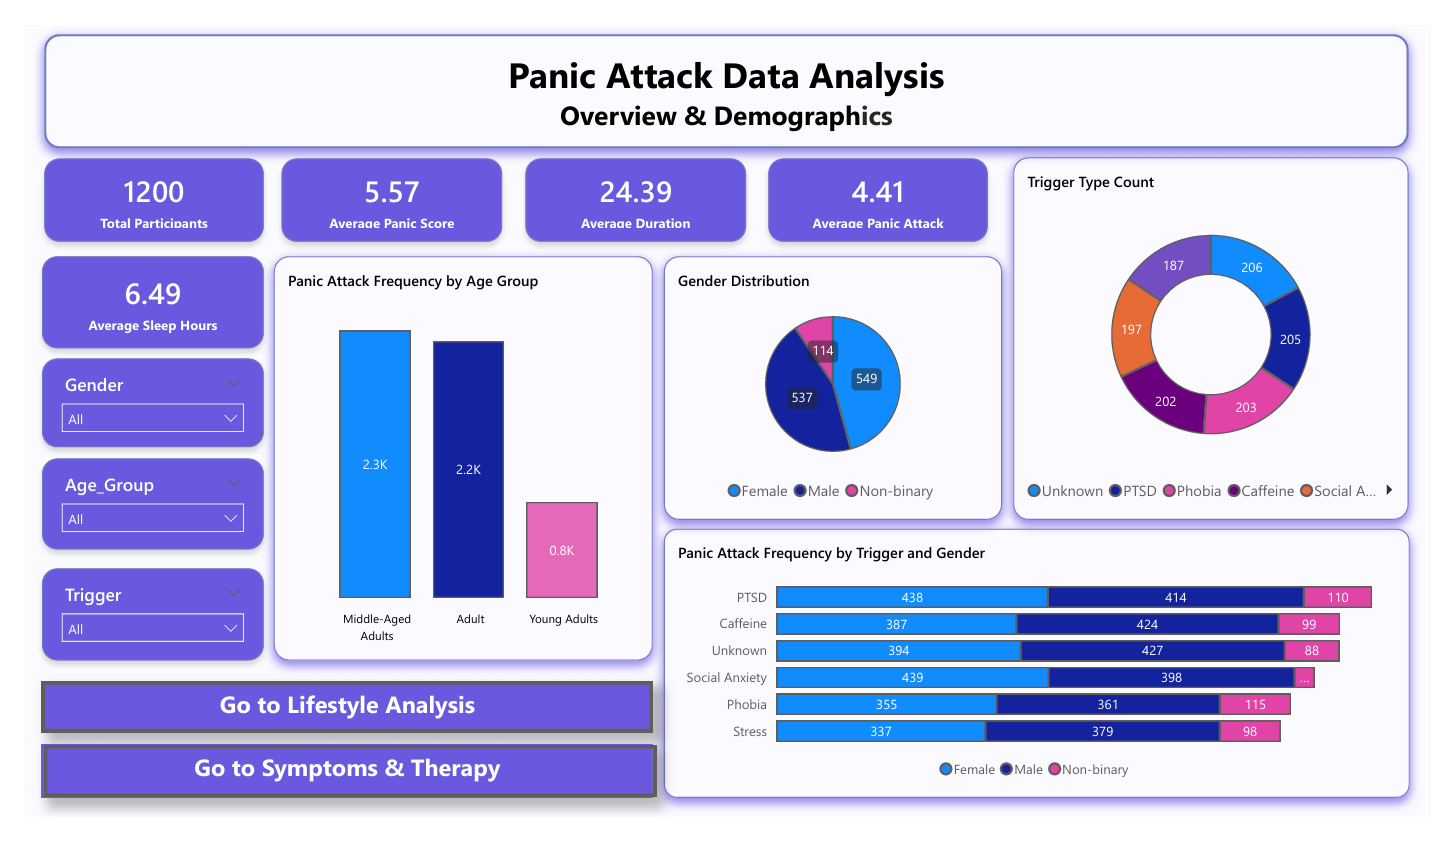 Panic Attack Data Analysis
Overview & Demographics
1200
Total Participants
5.57
Average Panic Score
24.39
Average Duration
4.41
Average Panic Attack
6.49
Average Sleep Hours
Gender
All
Age_Group
All
Trigger
All
Panic Attack Frequency by Age Group
2.3K
2.2K
0.8K
Middle-Aged
Adults
Adult
Young Adults
Gender Distribution
114
549
537
Female
Male
Non-binary
Trigger Type Count
187
206
197
205
202
203
Unknown
PTSD
Phobia
Caffeine
Social A...
Panic Attack Frequency by Trigger and Gender
PTSD 438 414 110
Caffeine 387 424 99
Unknown 394 427 88
Social Anxiety 439 398 ...
Phobia 355 361 115
Stress 337 379 98
Female
Male
Non-binary
Go to Lifestyle Analysis
Go to Symptoms & Therapy